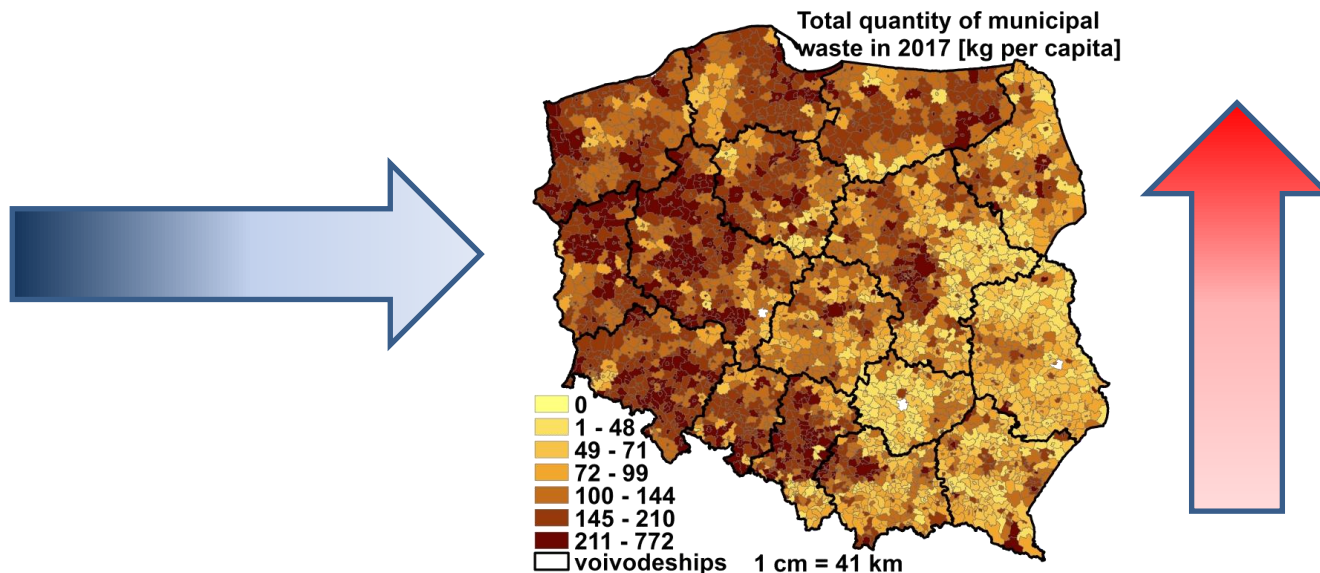 Total quantity of municipal
waste in 2017 [kg per capita]
0
1 - 48
49 - 71
72 - 99
100 - 144
145 - 210
211 - 772
voivodeships 1 cm = 41 km